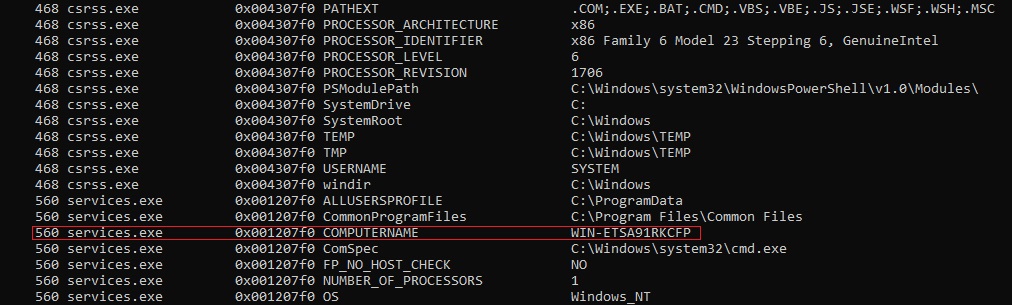 468 csrss.exe 0x004307f0 PATHEXT .COM;.EXE;.BAT;.CMD;.VBS;.VBE;.JS;.JSE;.WSF;.WSH;.MSC
468 csrss.exe 0x004307f0 PROCESSOR_ARCHITECTURE x86
468 csrss.exe 0x004307f0 PROCESSOR_IDENTIFIER x86 Family 6 Model 23 Stepping 6, GenuineIntel
468 csrss.exe 0x004307f0 PROCESSOR_LEVEL 6
468 csrss.exe 0x004307f0 PROCESSOR_REVISION 1706
468 csrss.exe 0x004307f0 PSModulePath C:\Windows\system32\WindowsPowerShell\v1.0\Modules\
468 csrss.exe 0x004307f0 SystemDrive C:
468 csrss.exe 0x004307f0 SystemRoot C:\Windows
468 csrss.exe 0x004307f0 TEMP C:\Windows\TEMP
468 csrss.exe 0x004307f0 TMP C:\Windows\TEMP
468 csrss.exe 0x004307f0 USERNAME SYSTEM
468 csrss.exe 0x004307f0 windir C:\Windows
560 services.exe 0x001207f0 ALLUSERSPROFILE C:\ProgramData
560 services.exe 0x001207f0 CommonProgramFiles C:\Program Files\Common Files
560 services.exe 0x001207f0 COMPUTERNAME WIN-ETSA91RKCFP
560 services.exe 0x001207f0 ComSpec C:\Windows\system32\cmd.exe
560 services.exe 0x001207f0 FP_NO_HOST_CHECK NO
560 services.exe 0x001207f0 NUMBER_OF_PROCESSORS 1
560 services.exe 0x001207f0 OS Windows_NT